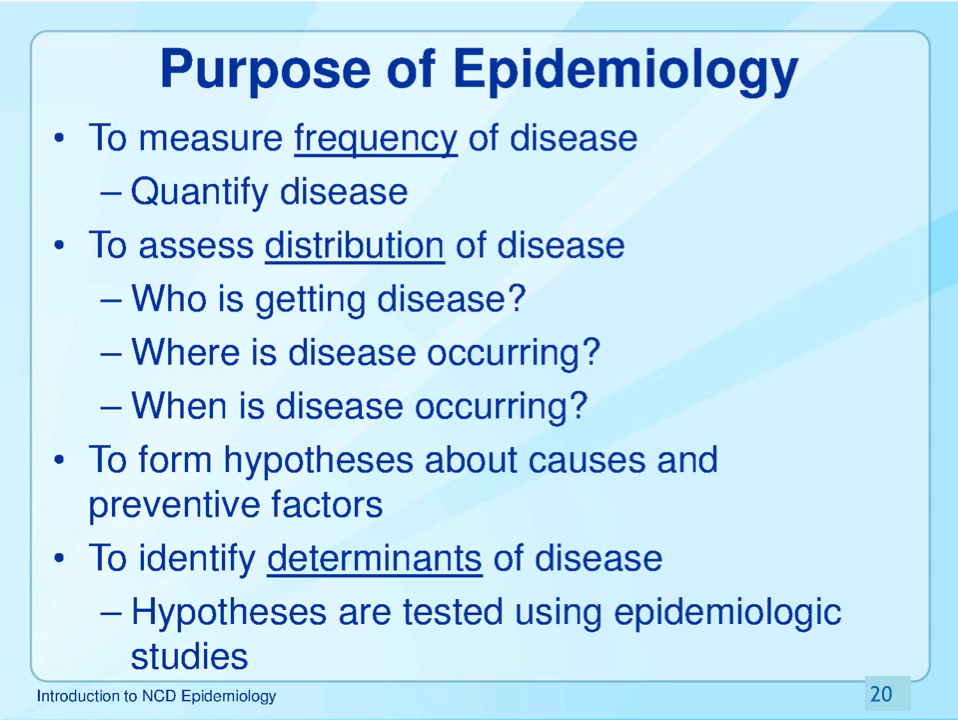 Purpose of Epidemiology
• To measure frequency of disease
– Quantify disease
• To assess distribution of disease
– Who is getting disease?
– Where is disease occurring?
– When is disease occurring?
• To form hypotheses about causes and
preventive factors
• To identify determinants of disease
– Hypotheses are tested using epidemiologic
studies
Introduction to NCD Epidemiology
20